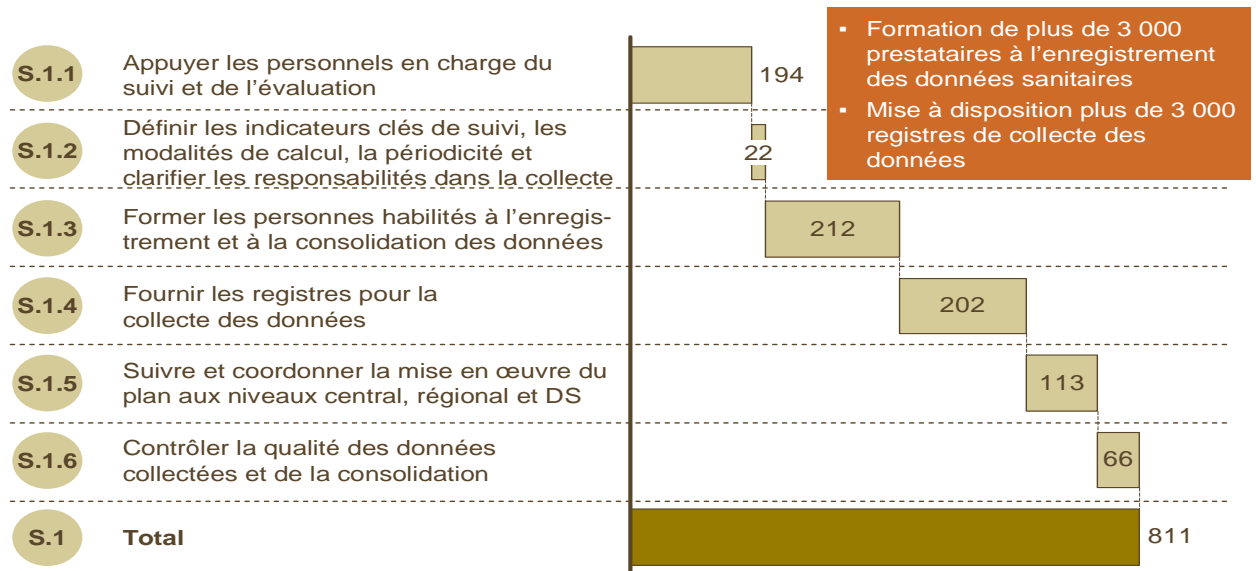 ▪ Formation de plus de 3 000
prestataires à l'enregistrement
des données sanitaires
▪ Mise à disposition plus de 3 000
registres de collecte des
données
S.1.1
Appuyer les personnels en charge du
suivi et de l'évaluation
194
S.1.2
Définir les indicateurs clés de suivi, les
modalités de calcul, la périodicité et
clarifier les responsabilités dans la collecte
22
S.1.3
Former les personnes habilités à l'enregis-
trement et à la consolidation des données
212
S.1.4
Fournir les registres pour la
collecte des données
202
S.1.5
Suivre et coordonner la mise en œuvre du
plan aux niveaux central, régional et DS
113
S.1.6
Contrôler la qualité des données
collectées et de la consolidation
66
S.1
Total
811